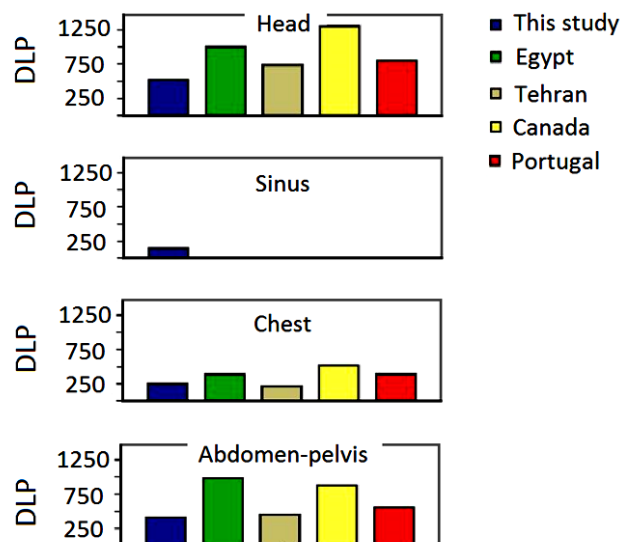 Head
DLP
1250
750
250
This study
Egypt
Tehran
Canada
Portugal
Sinus
DLP
1250
750
250
Chest
DLP
1250
750
250
Abdomen-pelvis
DLP
1250
750
250